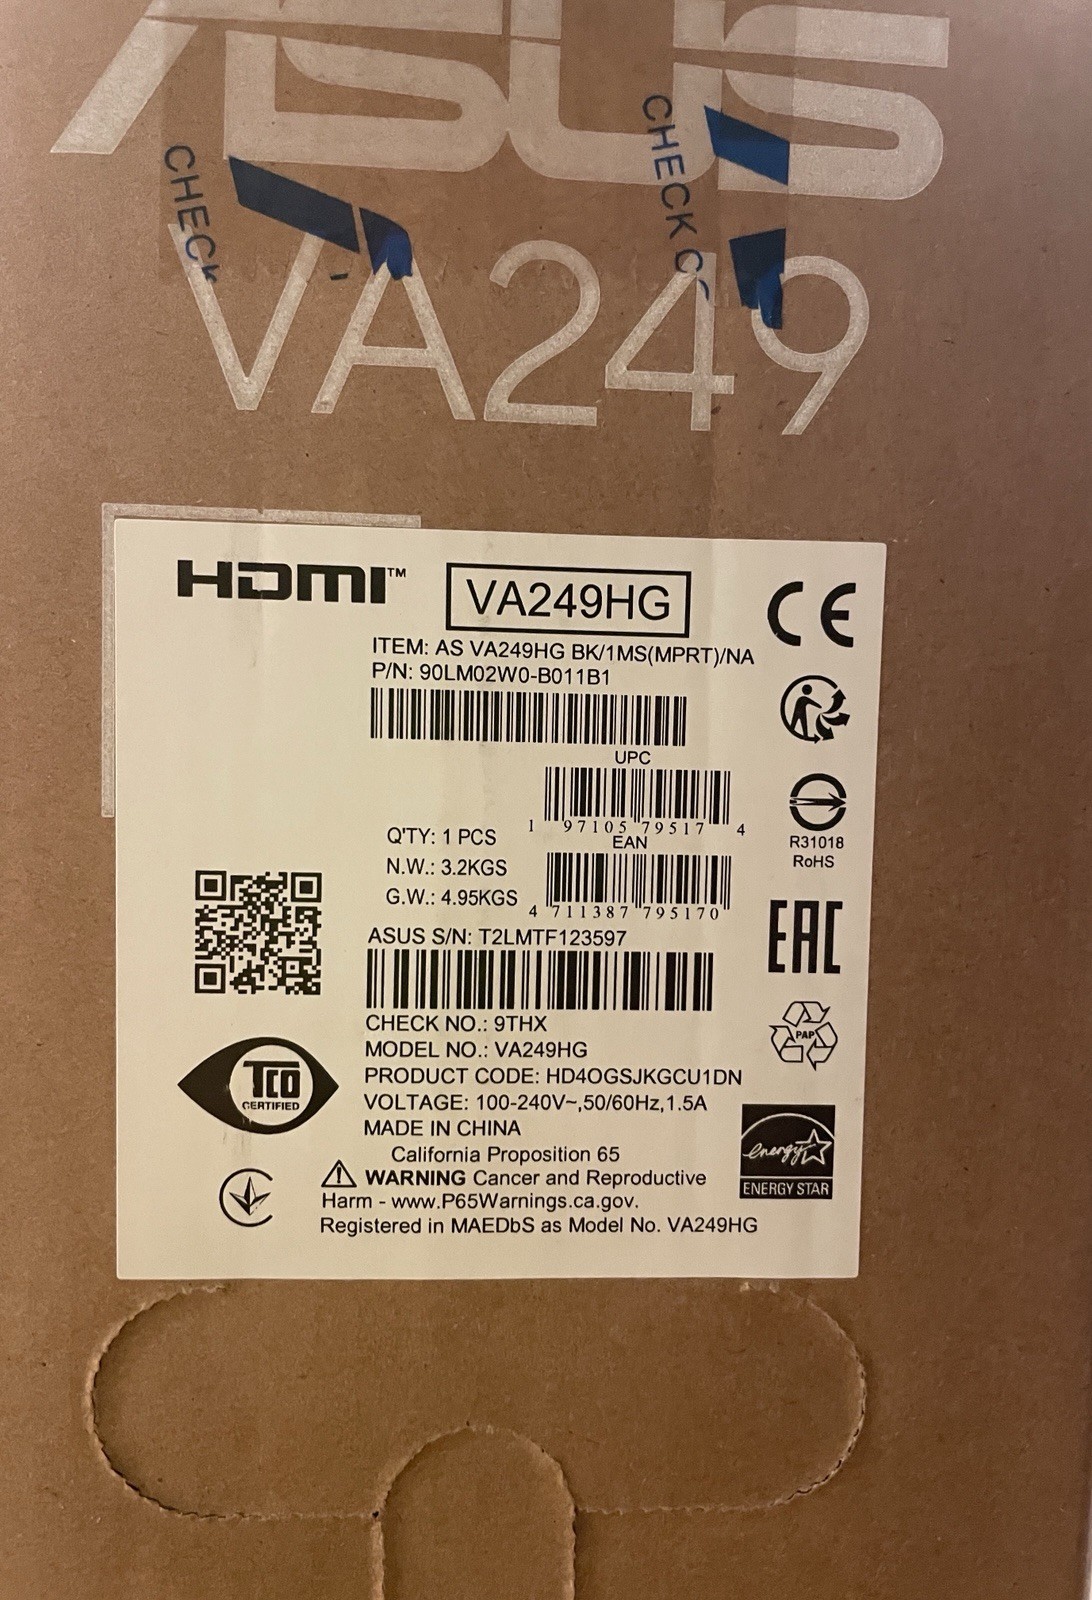 ASUS
CHECK
CHECK
VA249
HDMI™
VA249HG
CE
ITEM: AS VA249HG BK/1MS(MPRT)/NA
P/N: 90LM02W0-B011B1
UPC
1 97105 79517 4
Q'TY: 1 PCS
EAN
N.W.: 3.2KGS
G.W.: 4.95KGS
4 711387 795170
R31018
RoHS
ASUS S/N: T2LMTF123597
EAC
CHECK NO.: 9THX
MODEL NO.: VA249HG
PAP
PRODUCT CODE: HD4OGSJKGCU1DN
TCO
CERTIFIED
VOLTAGE: 100-240V~,50/60Hz,1.5A
MADE IN CHINA
California Proposition 65
energy
ENERGY STAR
WARNING Cancer and Reproductive
Harm - www.P65Warnings.ca.gov.
Registered in MAEDbS as Model No. VA249HG